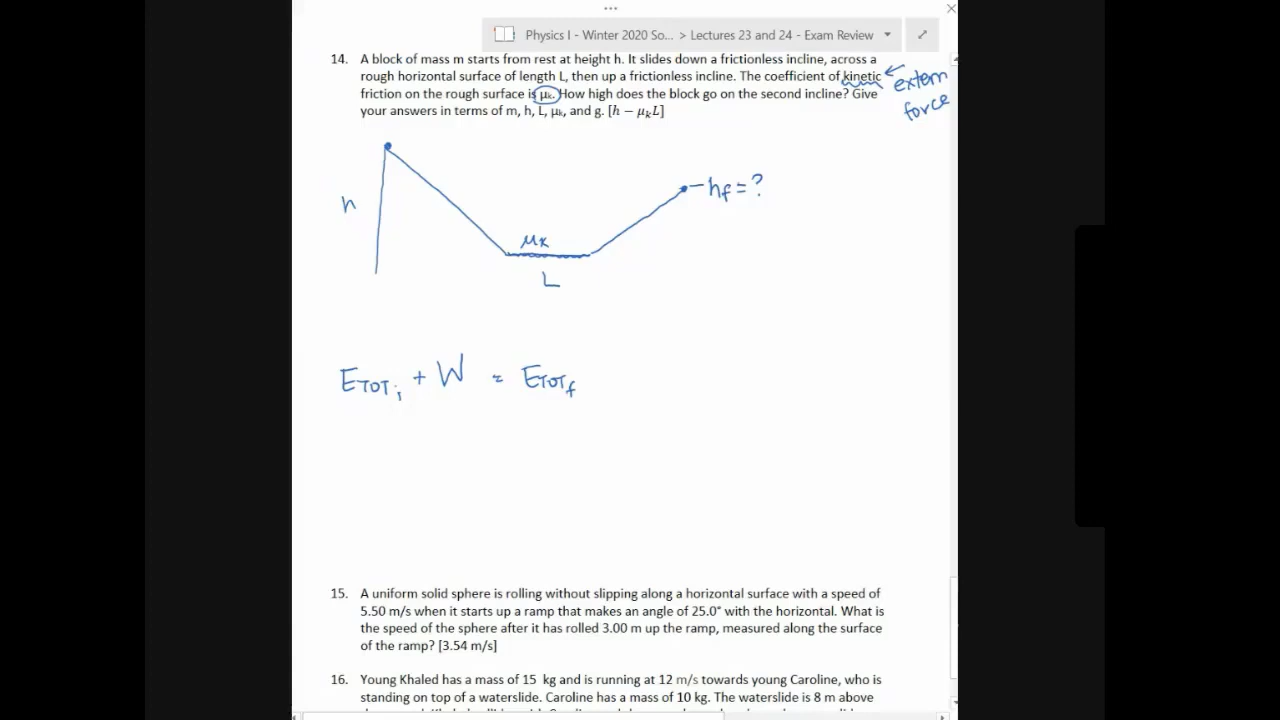 Physics I - Winter 2020 So... > Lectures 23 and 24 - Exam Review
14. A block of mass m starts from rest at height h. It slides down a frictionless incline, across a
rough horizontal surface of length L, then up a frictionless incline. The coefficient of kinetic
friction on the rough surface is μₖ. How high does the block go on the second incline? Give
your answers in terms of m, h, L, μₖ, and g. [h − μₖL]
extern
force
h
μₖ
L
hf = ?
ETOTi + W = ETOTf
15. A uniform solid sphere is rolling without slipping along a horizontal surface with a speed of
5.50 m/s when it starts up a ramp that makes an angle of 25.0° with the horizontal. What is
the speed of the sphere after it has rolled 3.00 m up the ramp, measured along the surface
of the ramp? [3.54 m/s]
16. Young Khaled has a mass of 15 kg and is running at 12 m/s towards young Caroline, who is
standing on top of a waterslide. Caroline has a mass of 10 kg. The waterslide is 8 m above